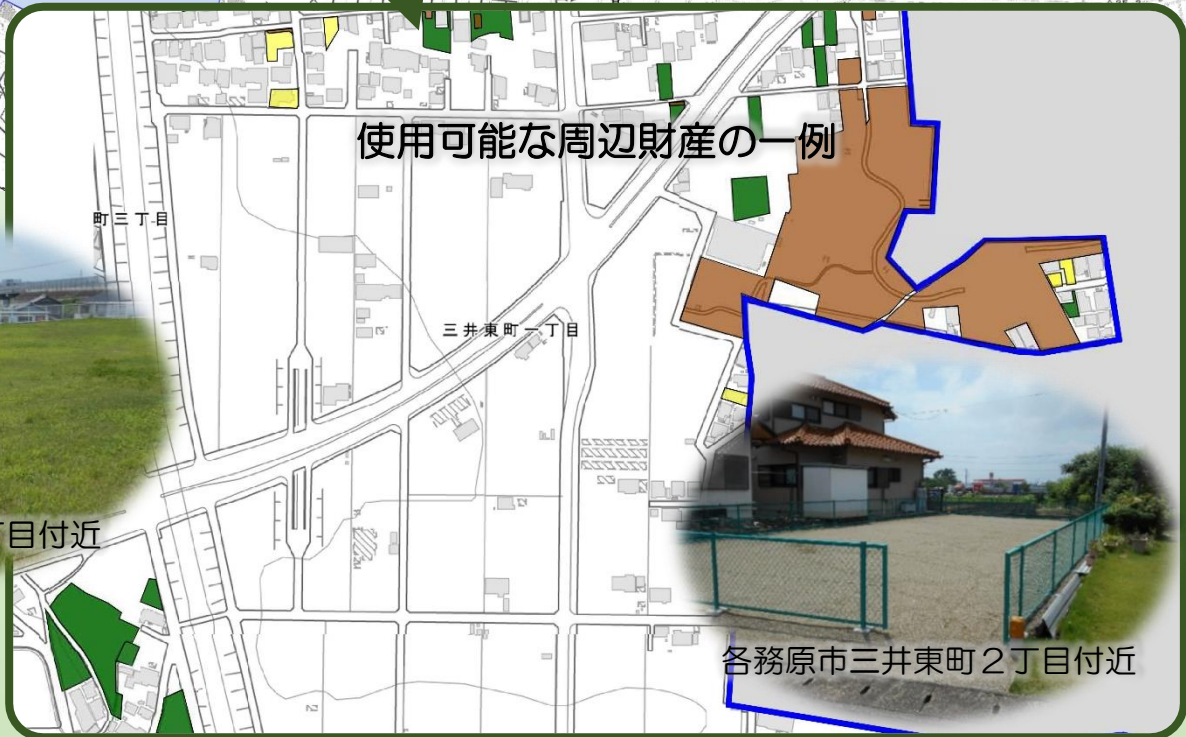 使用可能な周辺財産の一例
町三丁目
三井東町一丁目
目付近
各務原市三井東町2丁目付近